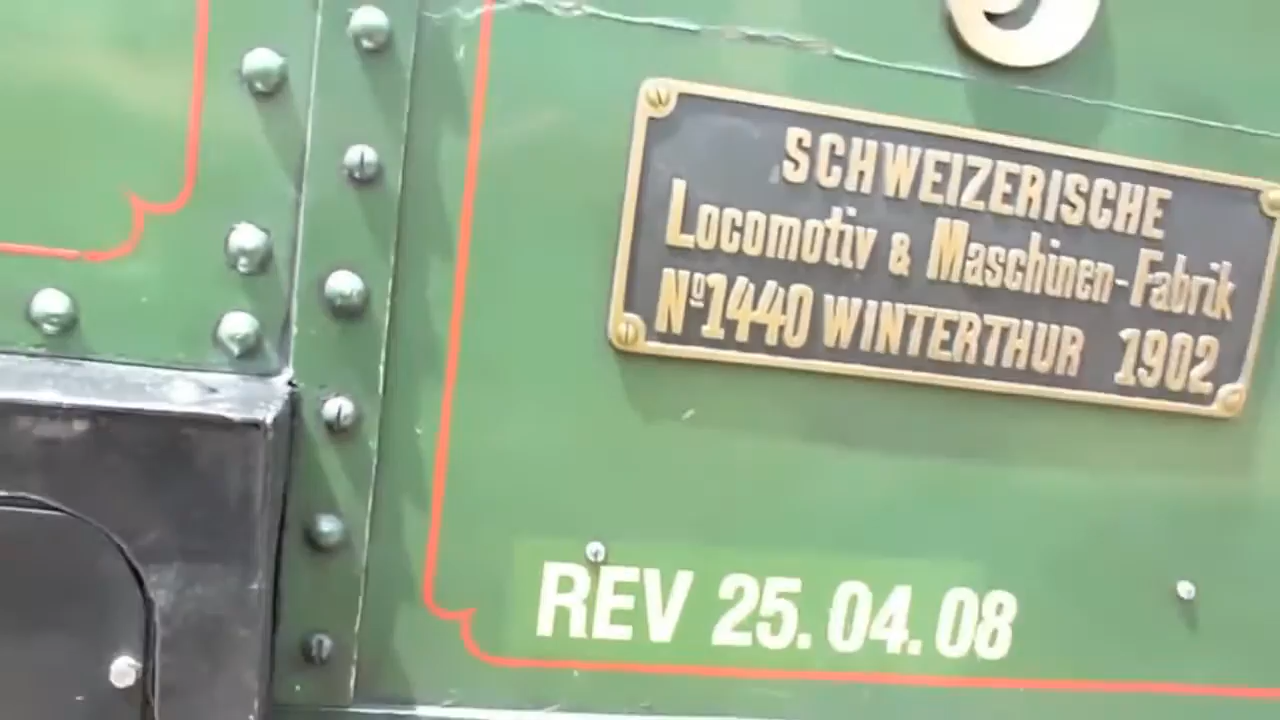 SCHWEIZERISCHE
Locomotiv & Maschinen-Fabrik
Nº1440 WINTERTHUR 1902
REV 25.04.08